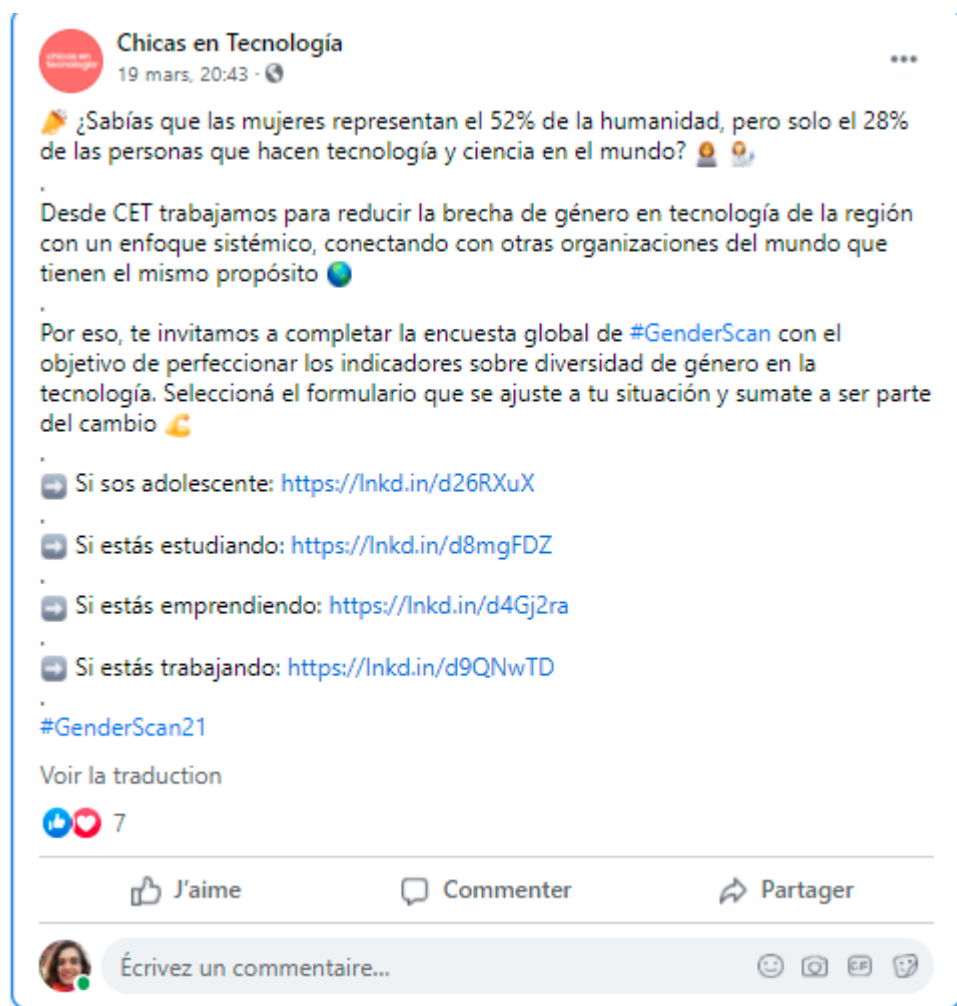 chicas en
tecnología
Chicas en Tecnología
19 mars, 20:43 ·
¿Sabías que las mujeres representan el 52% de la humanidad, pero solo el 28%
de las personas que hacen tecnología y ciencia en el mundo?
.
Desde CET trabajamos para reducir la brecha de género en tecnología de la región
con un enfoque sistémico, conectando con otras organizaciones del mundo que
tienen el mismo propósito
.
Por eso, te invitamos a completar la encuesta global de #GenderScan con el
objetivo de perfeccionar los indicadores sobre diversidad de género en la
tecnología. Seleccioná el formulario que se ajuste a tu situación y sumate a ser parte
del cambio
.
Si sos adolescente: https://lnkd.in/d26RXuX
.
Si estás estudiando: https://lnkd.in/d8mgFDZ
.
Si estás emprendiendo: https://lnkd.in/d4Gj2ra
.
Si estás trabajando: https://lnkd.in/d9QNwTD
.
#GenderScan21
Voir la traduction
7
J'aime Commenter Partager
Écrivez un commentaire...
GIF